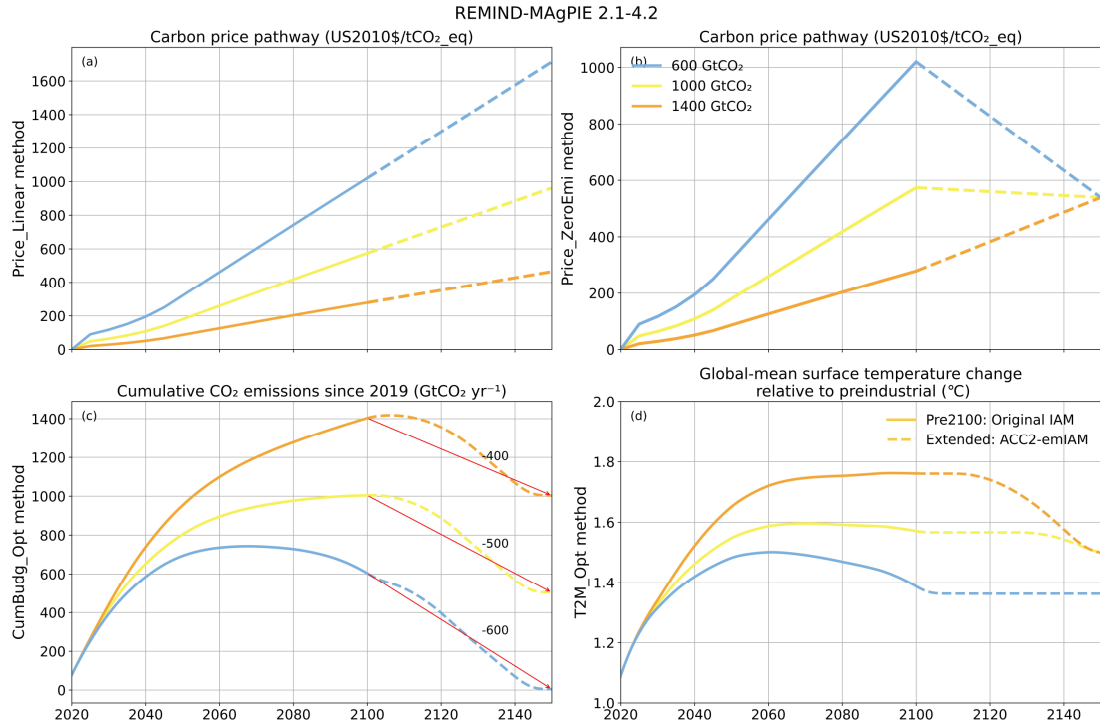 REMIND-MAgPIE 2.1-4.2
Carbon price pathway (US2010$/tCO₂_eq)
(a)
Price_Linear method
1600
1400
1200
1000
800
600
400
200
0
Carbon price pathway (US2010$/tCO₂_eq)
(b)
600 GtCO₂
1000 GtCO₂
1400 GtCO₂
Price_ZeroEmi method
1000
800
600
400
200
0
Cumulative CO₂ emissions since 2019 (GtCO₂ yr⁻¹)
(c)
CumBudg_Opt method
1400
1200
1000
800
600
400
200
0
-400
-500
-600
2020 2040 2060 2080 2100 2120 2140
Global-mean surface temperature change
relative to preindustrial (℃)
(d)
Pre2100: Original IAM
Extended: ACC2-emIAM
T2M_Opt method
2.0
1.8
1.6
1.4
1.2
1.0
2020 2040 2060 2080 2100 2120 2140